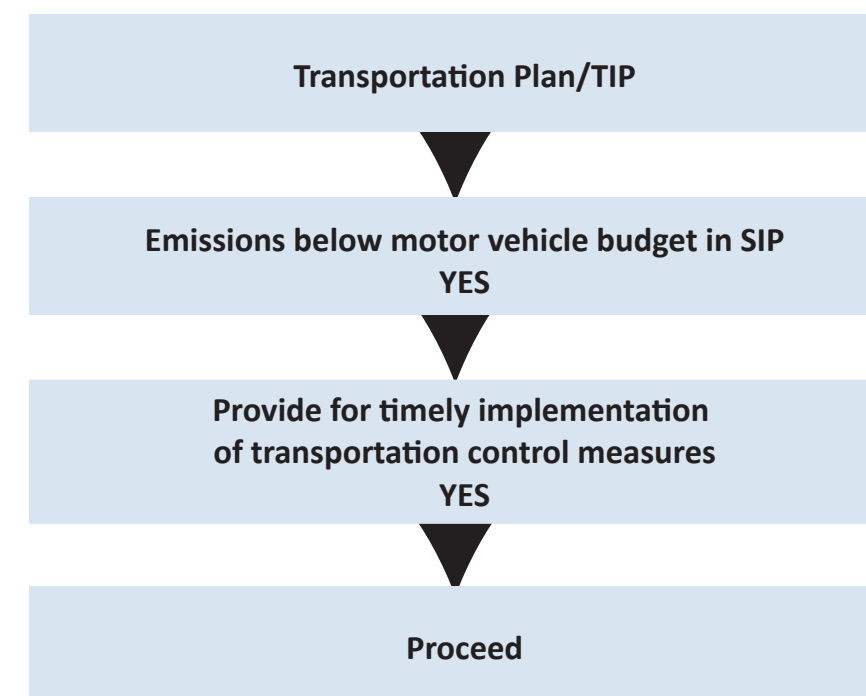 Transportation Plan/TIP
Emissions below motor vehicle budget in SIP
YES
Provide for timely implementation
of transportation control measures
YES
Proceed